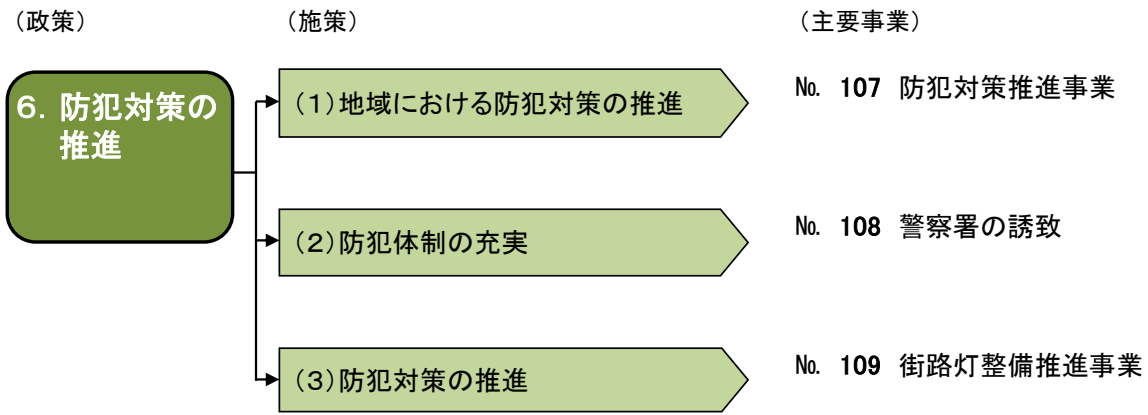 （政策）
（施策）
（主要事業）
６．防犯対策の
推進
（１）地域における防犯対策の推進
№ 107 防犯対策推進事業
（２）防犯体制の充実
№ 108 警察署の誘致
（３）防犯対策の推進
№ 109 街路灯整備推進事業